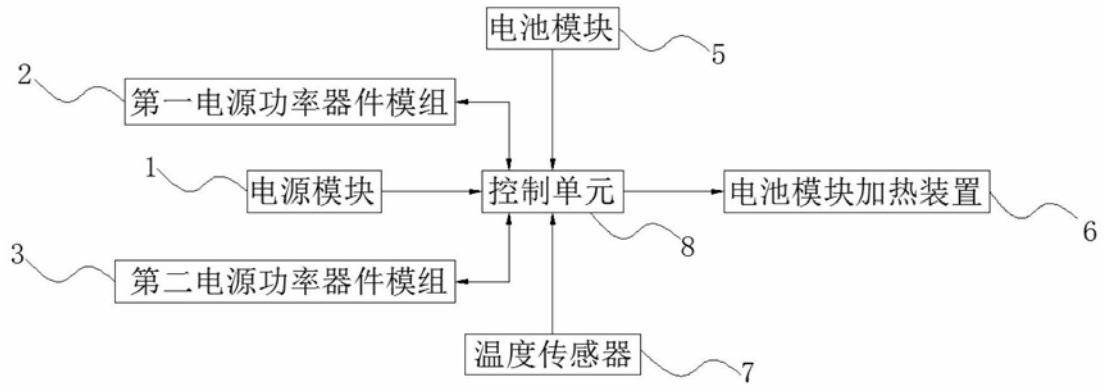 电池模块
5
2
第一电源功率器件模组
1
电源模块
控制单元
电池模块加热装置
8
6
3
第二电源功率器件模组
温度传感器
7